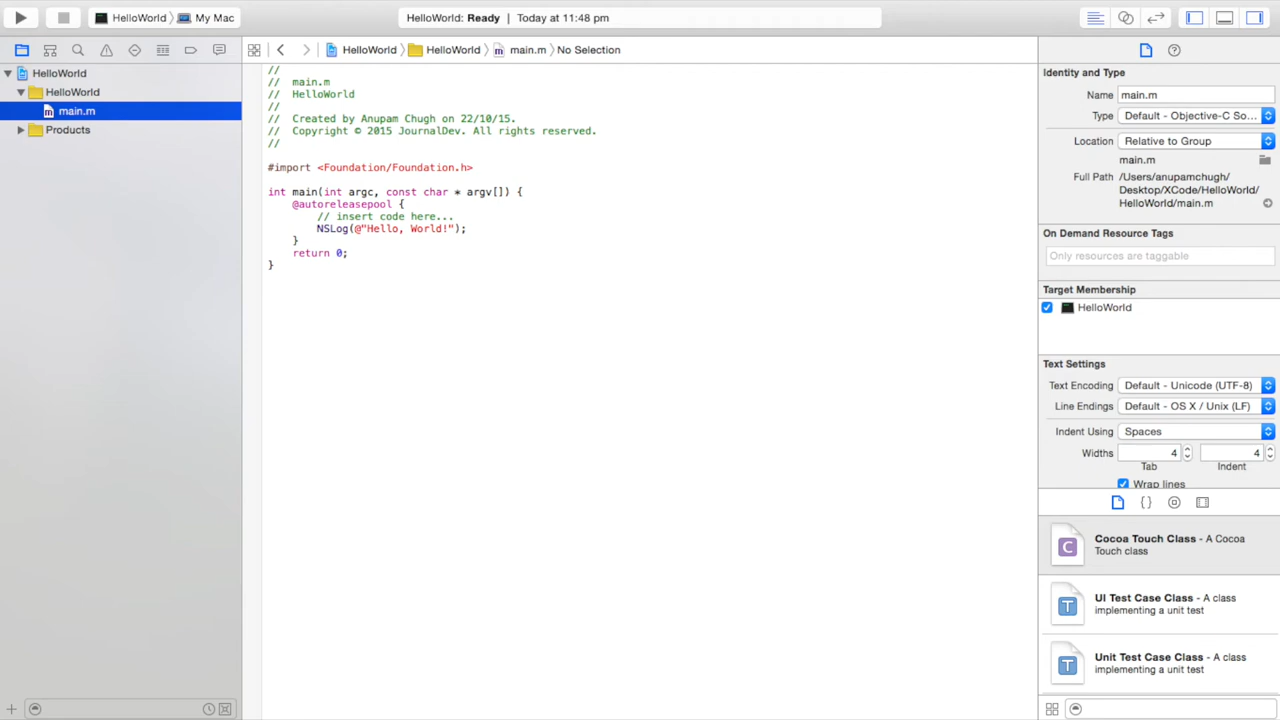 HelloWorld My Mac HelloWorld: Ready | Today at 11:48 pm
HelloWorld HelloWorld main.m No Selection
HelloWorld
HelloWorld
main.m
Products
//
// main.m
// HelloWorld
//
// Created by Anupam Chugh on 22/10/15.
// Copyright © 2015 JournalDev. All rights reserved.
//
#import <Foundation/Foundation.h>
int main(int argc, const char * argv[]) {
@autoreleasepool {
// insert code here...
NSLog(@"Hello, World!");
}
return 0;
}
Identity and Type
Name main.m
Type Default - Objective-C So...
Location Relative to Group
main.m
Full Path /Users/anupamchugh/
Desktop/XCode/HelloWorld/
HelloWorld/main.m
On Demand Resource Tags
Only resources are taggable
Target Membership
HelloWorld
Text Settings
Text Encoding Default - Unicode (UTF-8)
Line Endings Default - OS X / Unix (LF)
Indent Using Spaces
Widths 4 4
Tab Indent
Wrap lines
{ }
C Cocoa Touch Class - A Cocoa
Touch class
T UI Test Case Class - A class
implementing a unit test
T Unit Test Case Class - A class
implementing a unit test